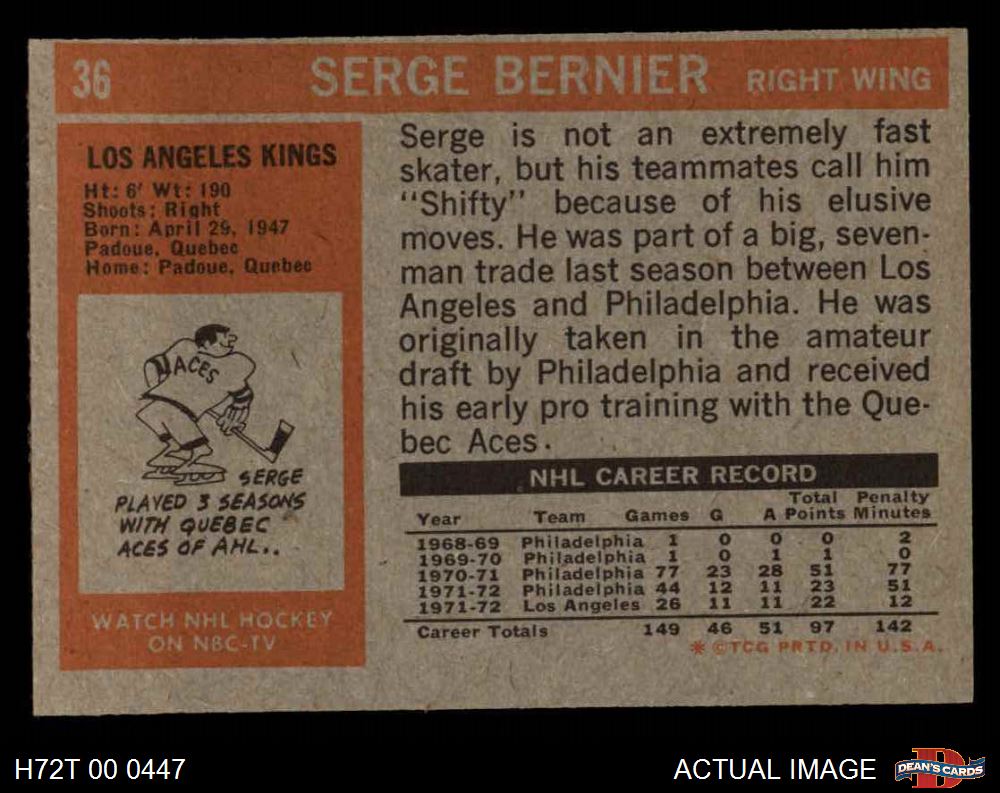 36 SERGE BERNIER RIGHT WING
LOS ANGELES KINGS
Ht: 6' Wt: 190
Shoots: Right
Born: April 29, 1947
Padoue, Quebec
Home: Padoue, Quebec
ACES
SERGE
PLAYED 3 SEASONS
WITH QUEBEC
ACES OF AHL..
WATCH NHL HOCKEY
ON NBC-TV
Serge is not an extremely fast
skater, but his teammates call him
"Shifty" because of his elusive
moves. He was part of a big, seven-
man trade last season between Los
Angeles and Philadelphia. He was
originally taken in the amateur
draft by Philadelphia and received
his early pro training with the Que-
bec Aces.
NHL CAREER RECORD
Total Penalty
Year Team Games G A Points Minutes
1968-69 Philadelphia 1 0 0 0 2
1969-70 Philadelphia 1 0 1 1 0
1970-71 Philadelphia 77 23 28 51 77
1971-72 Philadelphia 44 12 11 23 51
1971-72 Los Angeles 26 11 11 22 12
Career Totals 149 46 51 97 142
* © TCG PRTD. IN U.S.A.
H72T 00 0447
ACTUAL IMAGE
DEAN'S CARDS